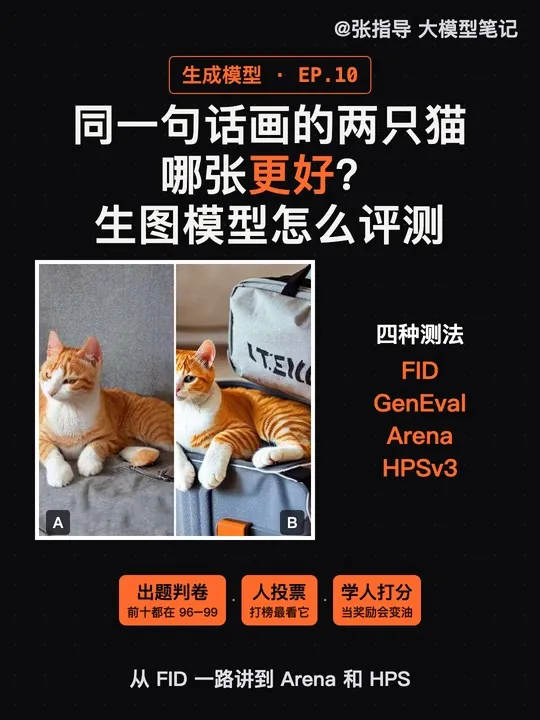 @张指导 大模型笔记
生成模型 · EP.10
同一句话画的两只猫
哪张更好?
生图模型怎么评测
四种测法
FID
GenEval
Arena
HPSv3
A
B
出题判卷
前十都在 96—99
人投票
打榜最看它
学人打分
当奖励会变油
从 FID 一路讲到 Arena 和 HPS